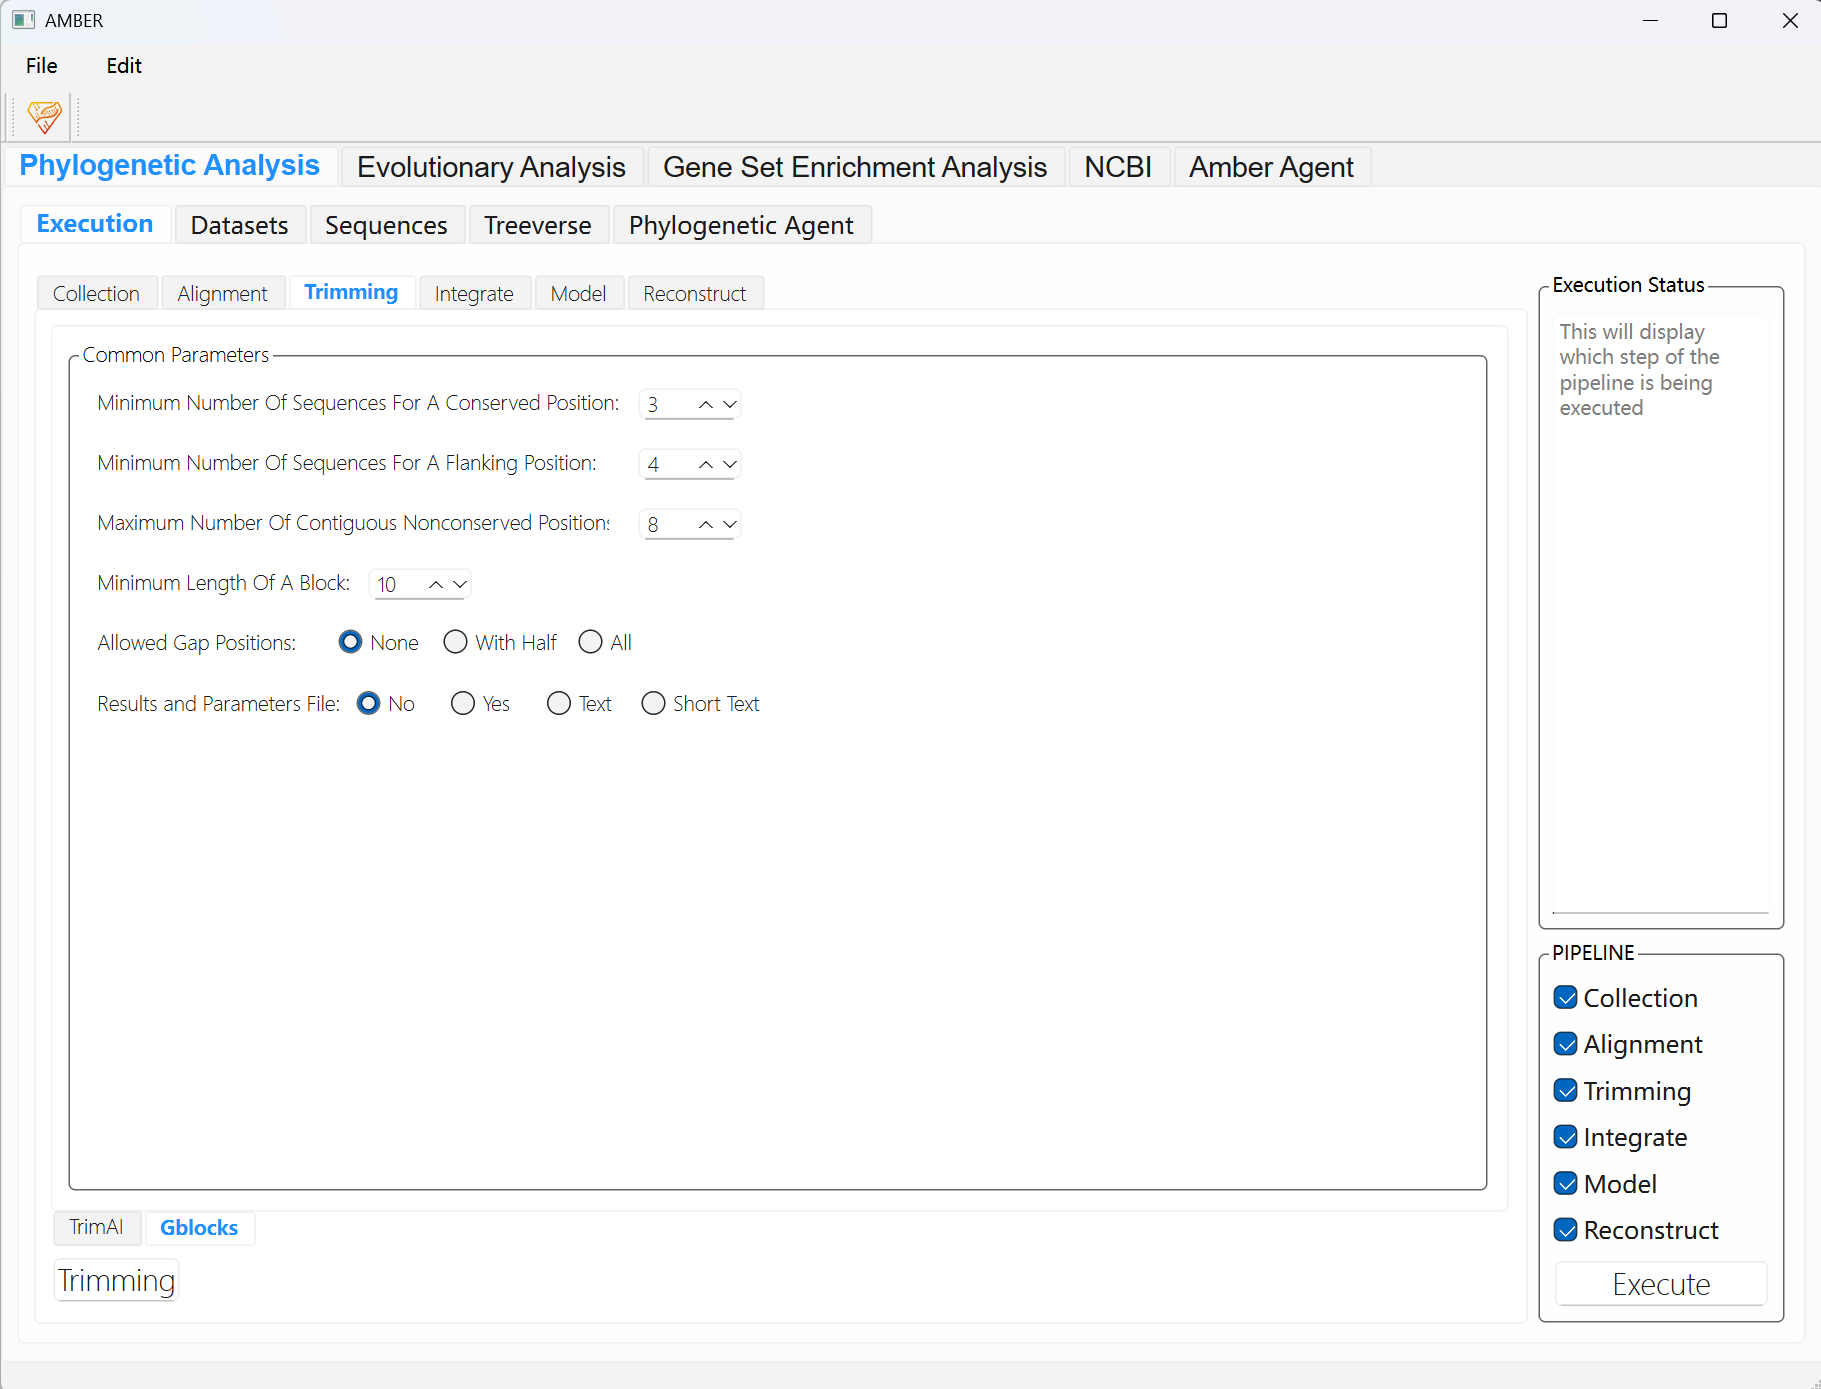 AMBER
File Edit
Phylogenetic Analysis Evolutionary Analysis Gene Set Enrichment Analysis NCBI Amber Agent
Execution Datasets Sequences Treeverse Phylogenetic Agent
Collection Alignment Trimming Integrate Model Reconstruct
Common Parameters
Minimum Number Of Sequences For A Conserved Position: 3
Minimum Number Of Sequences For A Flanking Position: 4
Maximum Number Of Contiguous Nonconserved Positions 8
Minimum Length Of A Block: 10
Allowed Gap Positions: None With Half All
Results and Parameters File: No Yes Text Short Text
TrimAl Gblocks
Trimming
Execution Status
This will display
which step of the
pipeline is being
executed
PIPELINE
Collection
Alignment
Trimming
Integrate
Model
Reconstruct
Execute